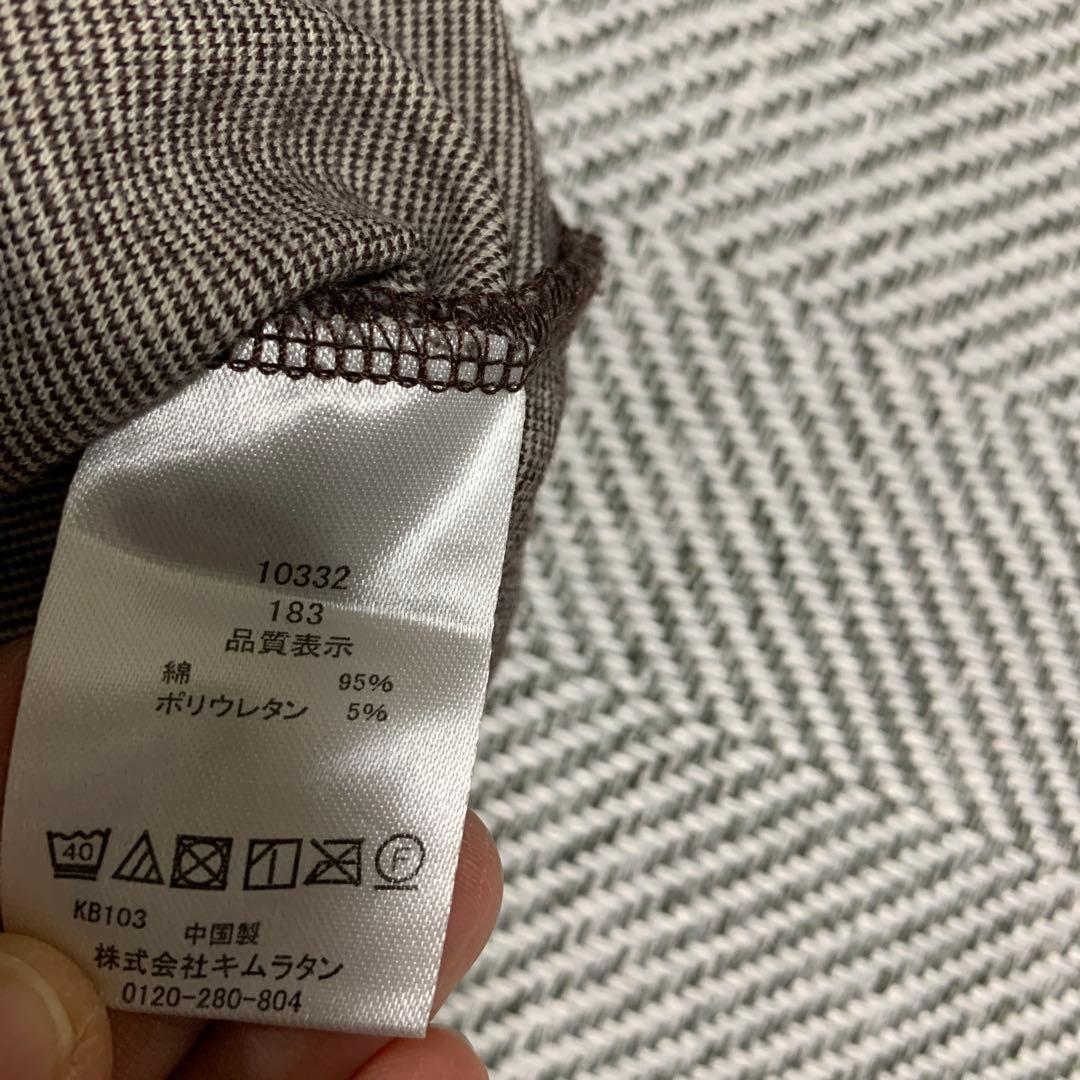 10332
183
品質表示
綿 95%
ポリウレタン 5%
40 F
KB103 中国製
株式会社キムラタン
0120-280-804